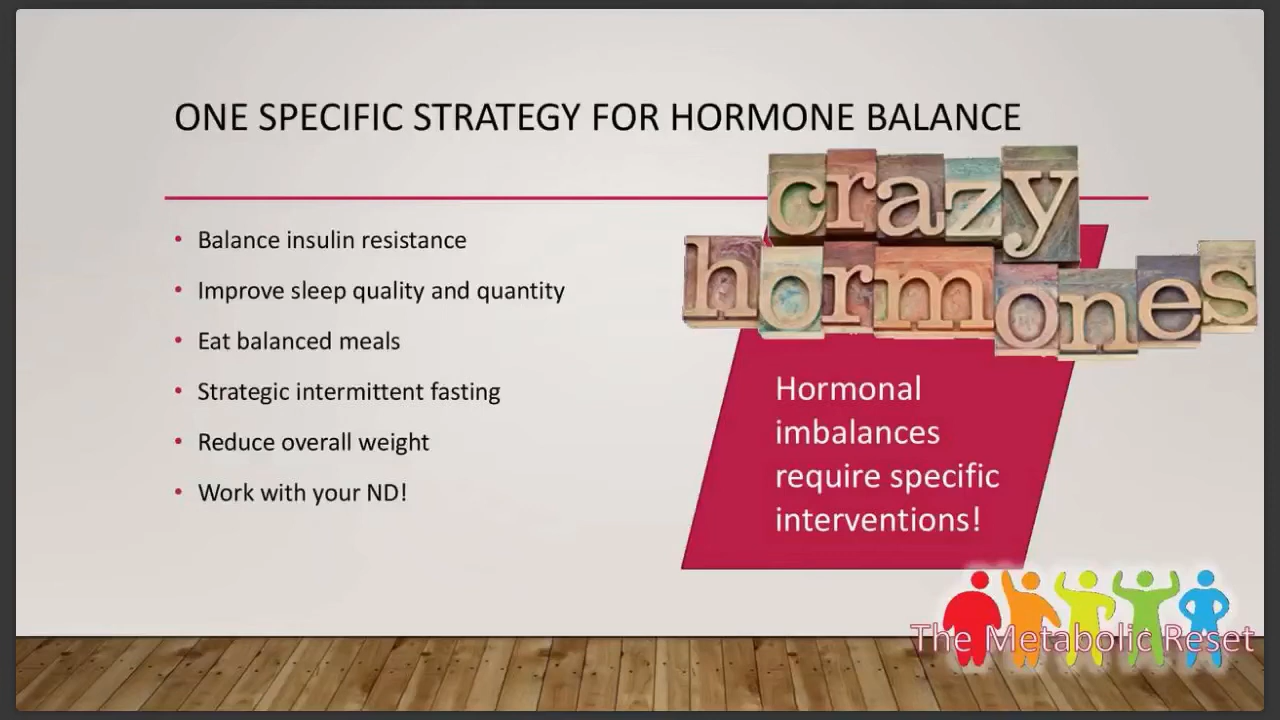 ONE SPECIFIC STRATEGY FOR HORMONE BALANCE
crazy
hormones
• Balance insulin resistance
• Improve sleep quality and quantity
• Eat balanced meals
• Strategic intermittent fasting
• Reduce overall weight
• Work with your ND!
Hormonal
imbalances
require specific
interventions!
The Metabolic Reset